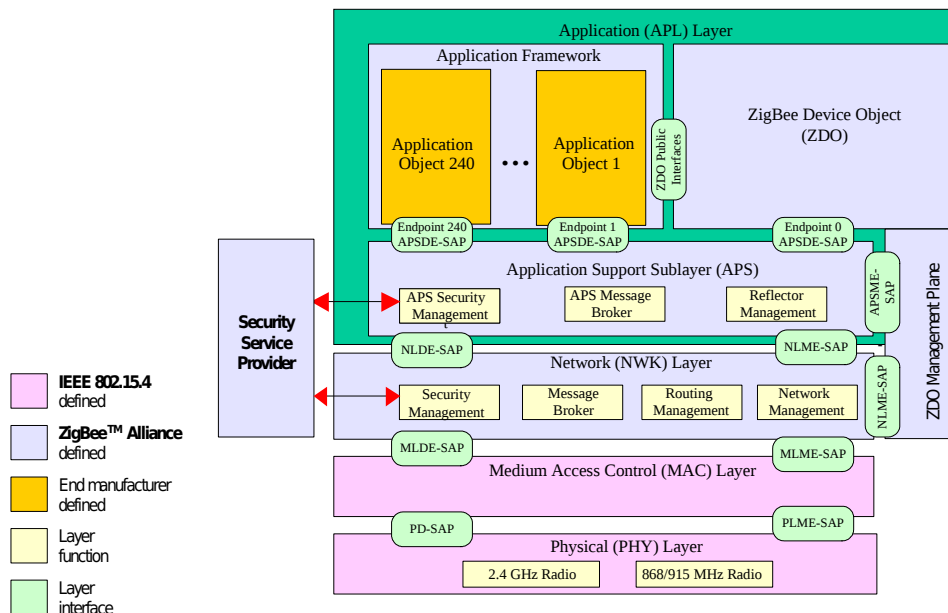 Application (APL) Layer
Application Framework
ZigBee Device Object
(ZDO)
Application
Object 240
...
Application
Object 1
ZDO Public
Interfaces
Endpoint 240
APSDE-SAP
Endpoint 1
APSDE-SAP
Endpoint 0
APSDE-SAP
Application Support Sublayer (APS)
APS Security
Management
APS Message
Broker
Reflector
Management
APSME-
SAP
Security
Service
Provider
ZDO Management Plane
NLDE-SAP
NLME-SAP
Network (NWK) Layer
NLME-SAP
Security
Management
Message
Broker
Routing
Management
Network
Management
MLDE-SAP
MLME-SAP
Medium Access Control (MAC) Layer
PD-SAP
PLME-SAP
Physical (PHY) Layer
2.4 GHz Radio
868/915 MHz Radio
IEEE 802.15.4
defined
ZigBee™ Alliance
defined
End manufacturer
defined
Layer
function
Layer
interface